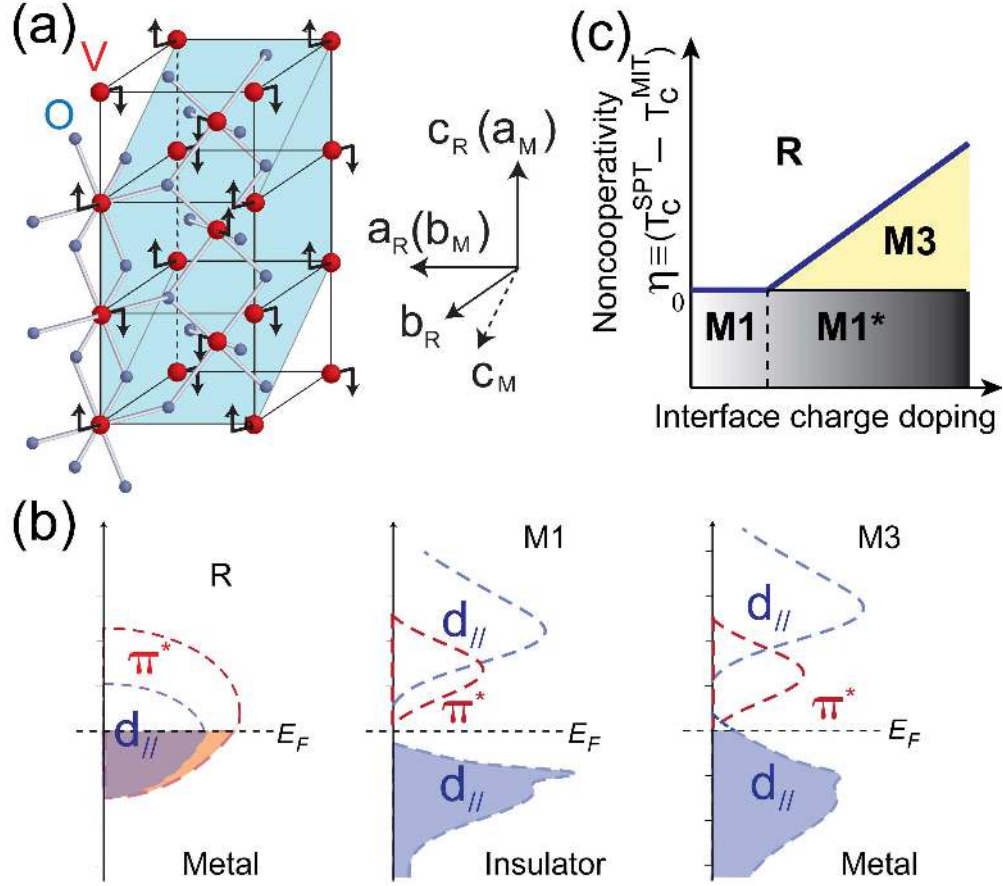 (a)
V
O
c_R (a_M)
a_R(b_M)
b_R
c_M
(c)
Noncooperativity
η ≡ (T_C^SPT − T_C^MIT)
R
M3
0
M1
M1*
Interface charge doping
(b)
R
π*
d//
E_F
Metal
M1
d//
π*
E_F
d//
Insulator
M3
d//
π*
E_F
d//
Metal